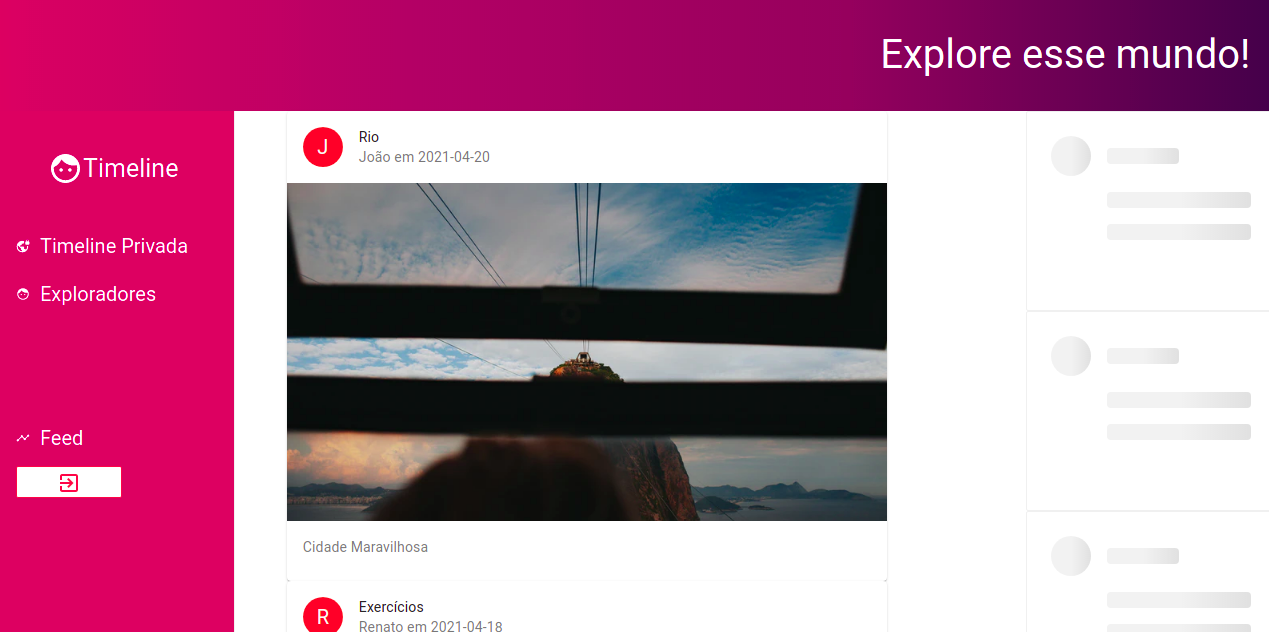 Explore esse mundo!
Timeline
Timeline Privada
Exploradores
Feed
J
Rio
João em 2021-04-20
Cidade Maravilhosa
R
Exercícios
Renato em 2021-04-18